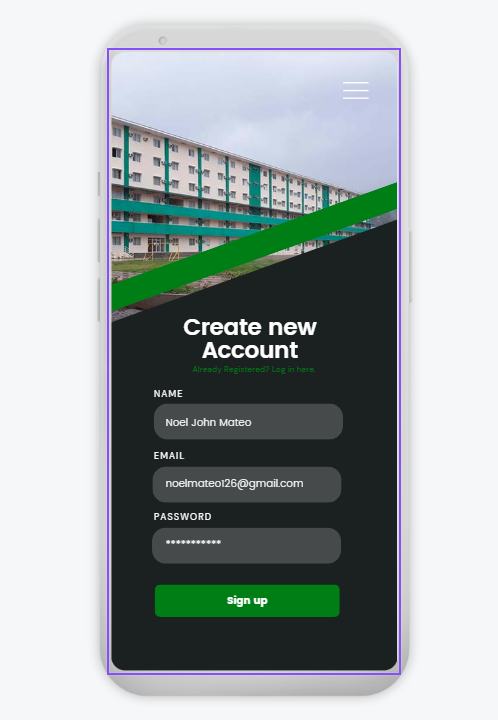 Create new
Account
Already Registered? Log in here.
NAME
Noel John Mateo
EMAIL
noelmateo126@gmail.com
PASSWORD
***********
Sign up